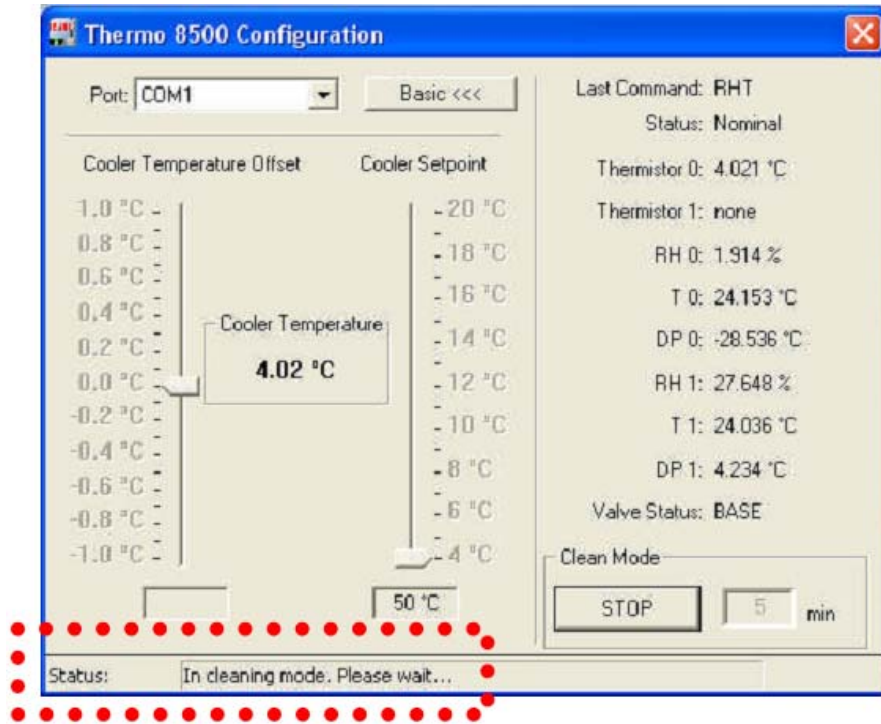 Thermo 8500 Configuration
Port: COM1
Basic <<<
Cooler Temperature Offset
Cooler Setpoint
1.0 °C
0.8 °C
0.6 °C
0.4 °C
0.2 °C
0.0 °C
-0.2 °C
-0.4 °C
-0.6 °C
-0.8 °C
-1.0 °C
Cooler Temperature
4.02 °C
20 °C
18 °C
16 °C
14 °C
12 °C
10 °C
8 °C
6 °C
4 °C
50 °C
Last Command: RHT
Status: Nominal
Thermistor 0: 4.021 °C
Thermistor 1: none
RH 0: 1.914 %
T 0: 24.153 °C
DP 0: -28.536 °C
RH 1: 27.648 %
T 1: 24.036 °C
DP 1: 4.234 °C
Valve Status: BASE
Clean Mode
STOP
5 min
Status: In cleaning mode. Please wait...